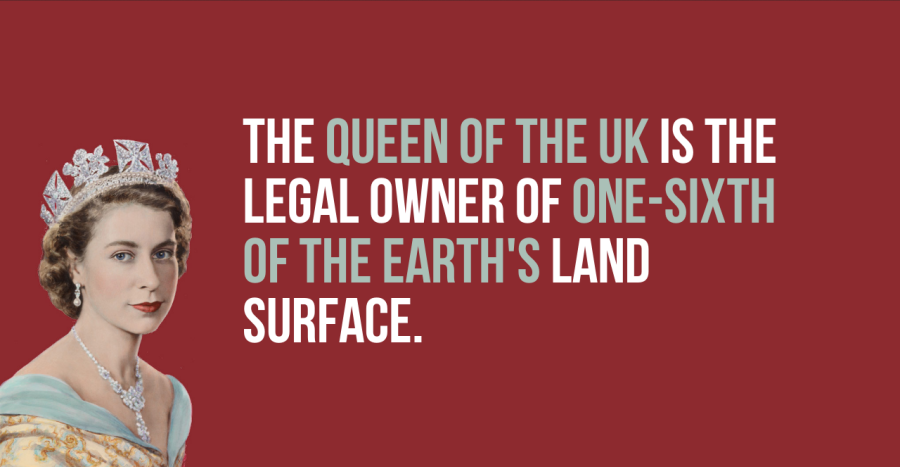 THE QUEEN OF THE UK IS THE
LEGAL OWNER OF ONE-SIXTH
OF THE EARTH'S LAND
SURFACE.